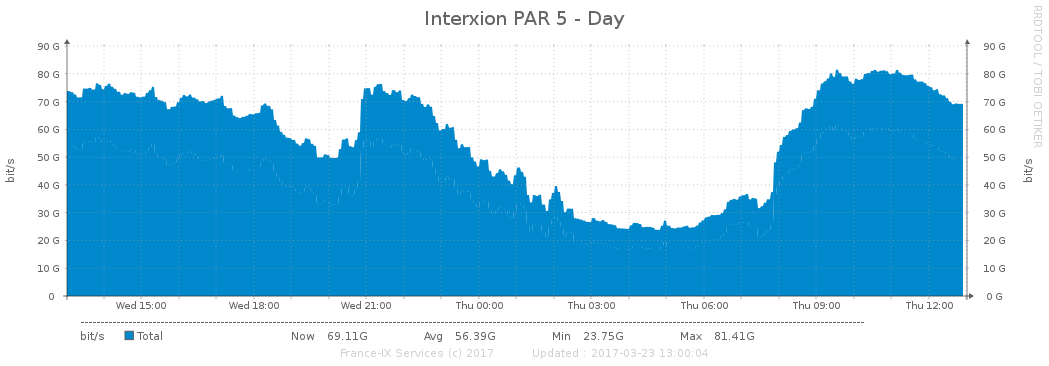 Interxion PAR 5 - Day
RRDTOOL / TOBI OETIKER
90 G 90 G
80 G 80 G
70 G 70 G
60 G 60 G
50 G 50 G
40 G 40 G
30 G 30 G
20 G 20 G
10 G 10 G
0 0 G
bit/s bit/s
Wed 15:00 Wed 18:00 Wed 21:00 Thu 00:00 Thu 03:00 Thu 06:00 Thu 09:00 Thu 12:00
bit/s Total Now 69.11G Avg 56.39G Min 23.75G Max 81.41G
France-IX Services (c) 2017 Updated : 2017-03-23 13:00:04